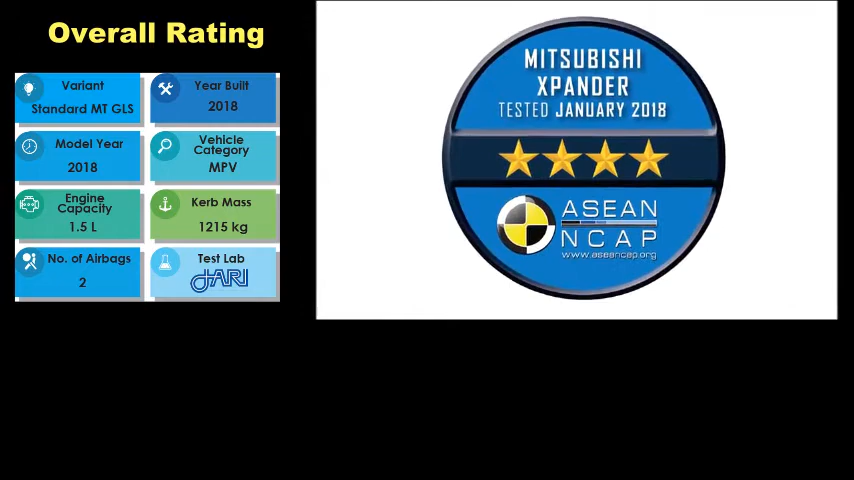 Overall Rating
Variant
Standard MT GLS
Year Built
2018
Model Year
2018
Vehicle
Category
MPV
Engine
Capacity
1.5 L
Kerb Mass
1215 kg
No. of Airbags
2
Test Lab
JARI
MITSUBISHI
XPANDER
TESTED JANUARY 2018
ASEAN
NCAP
www.aseancap.org